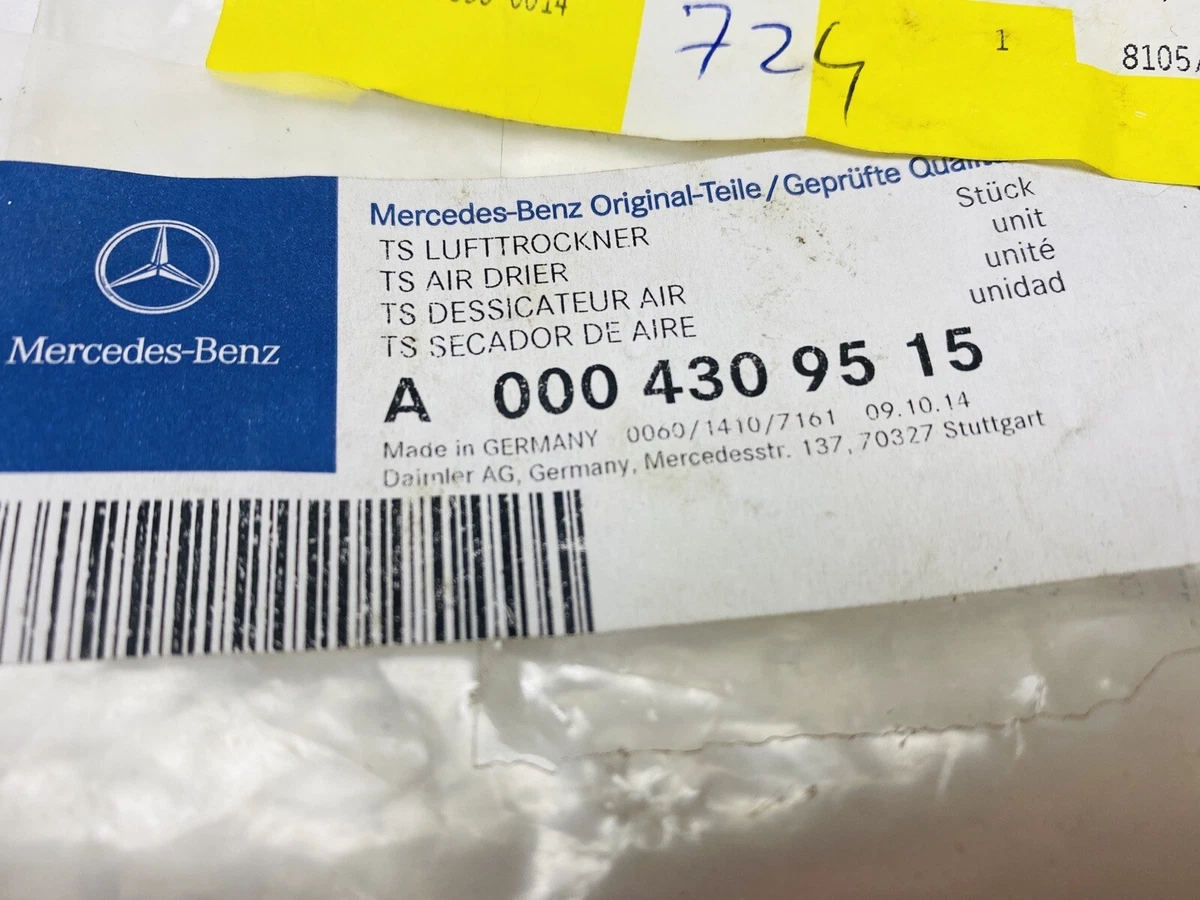 0014
724
1
8105
Mercedes-Benz Original-Teile/Geprüfte
TS LUFTTROCKNER
Stück
TS AIR DRIER
unit
TS DESSICATEUR AIR
unité
TS SECADOR DE AIRE
unidad
A 000 430 95 15
Made in GERMANY 0060/1410/7161 09.10.14
Daimler AG, Germany, Mercedesstr. 137, 70327 Stuttgart
Mercedes-Benz